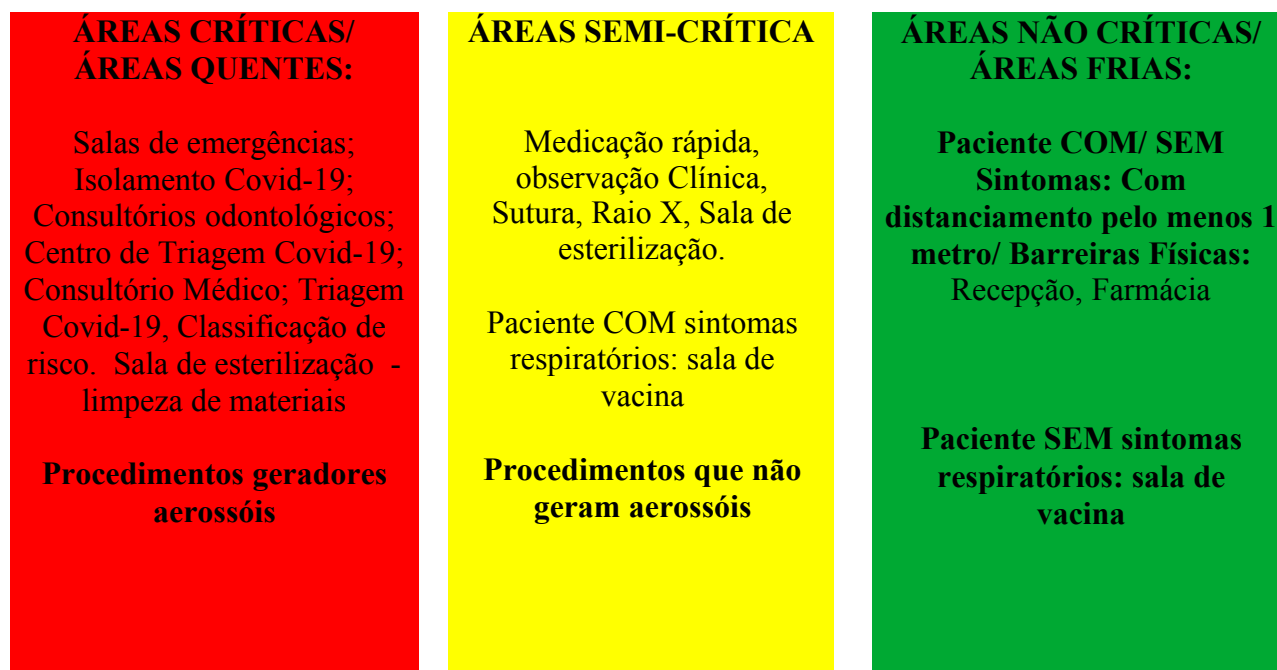 ÁREAS CRÍTICAS/
ÁREAS QUENTES:
Salas de emergências;
Isolamento Covid-19;
Consultórios odontológicos;
Centro de Triagem Covid-19;
Consultório Médico; Triagem
Covid-19, Classificação de
risco.  Sala de esterilização  -
limpeza de materiais
Procedimentos geradores
aerossóis
ÁREAS SEMI-CRÍTICA
Medicação rápida,
observação Clínica,
Sutura, Raio X, Sala de
esterilização.
Paciente COM sintomas
respiratórios: sala de
vacina
Procedimentos que não
geram aerossóis
ÁREAS NÃO CRÍTICAS/
ÁREAS FRIAS:
Paciente COM/ SEM
Sintomas: Com
distanciamento pelo menos 1
metro/ Barreiras Físicas:
Recepção, Farmácia
Paciente SEM sintomas
respiratórios: sala de
vacina